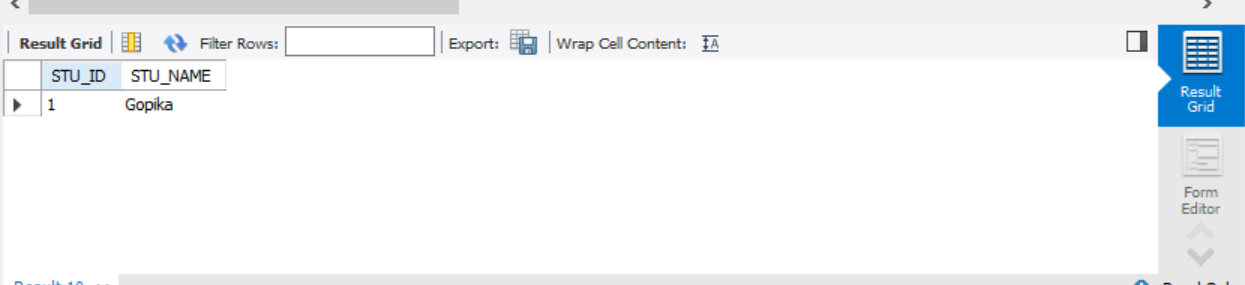 Result Grid Filter Rows: Export: Wrap Cell Content:
STU_ID STU_NAME
1 Gopika
Result
Grid
Form
Editor